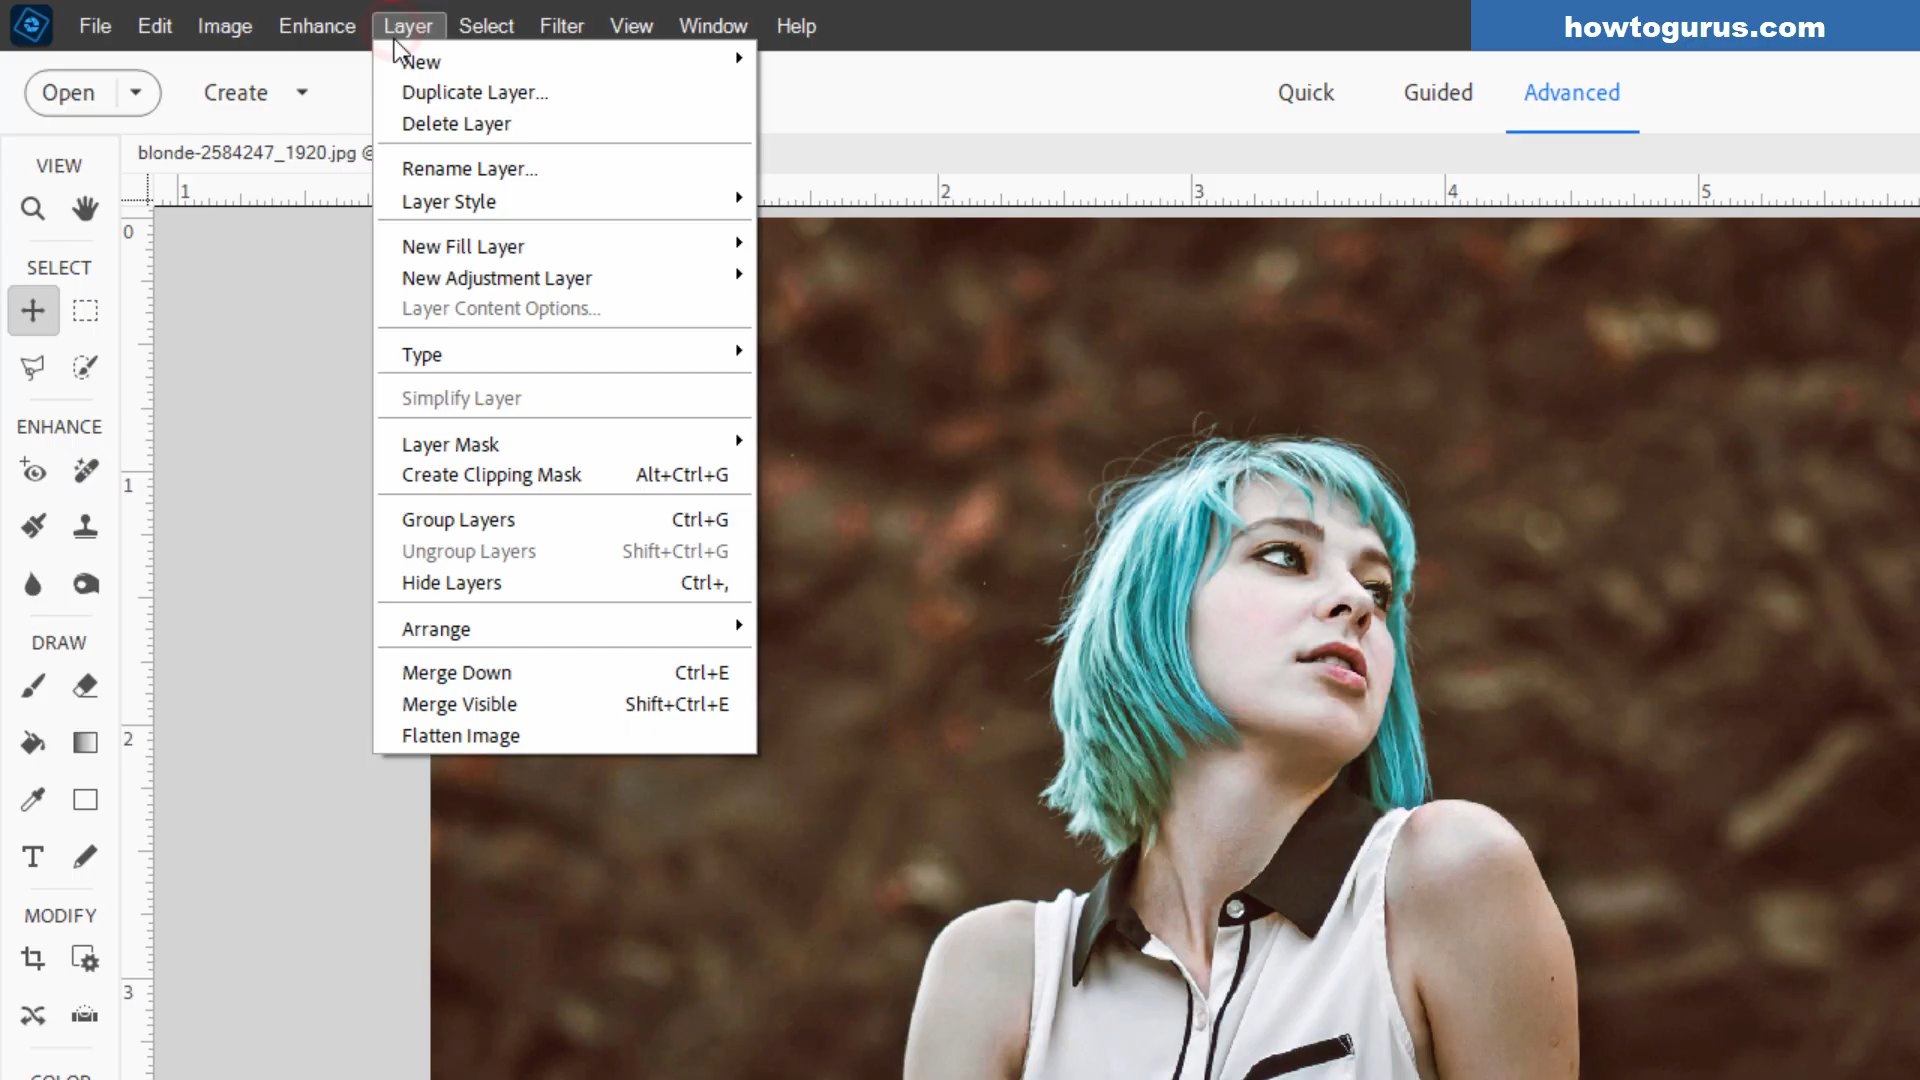 File Edit Image Enhance Layer Select Filter View Window Help
howtogurus.com
Open Create Quick Guided Advanced
blonde-2584247_1920.jpg @
VIEW
SELECT
ENHANCE
DRAW
MODIFY
1 2 3 4 5
0
1
2
3
New
Duplicate Layer...
Delete Layer
Rename Layer...
Layer Style
New Fill Layer
New Adjustment Layer
Layer Content Options...
Type
Simplify Layer
Layer Mask
Create Clipping Mask Alt+Ctrl+G
Group Layers Ctrl+G
Ungroup Layers Shift+Ctrl+G
Hide Layers Ctrl+,
Arrange
Merge Down Ctrl+E
Merge Visible Shift+Ctrl+E
Flatten Image